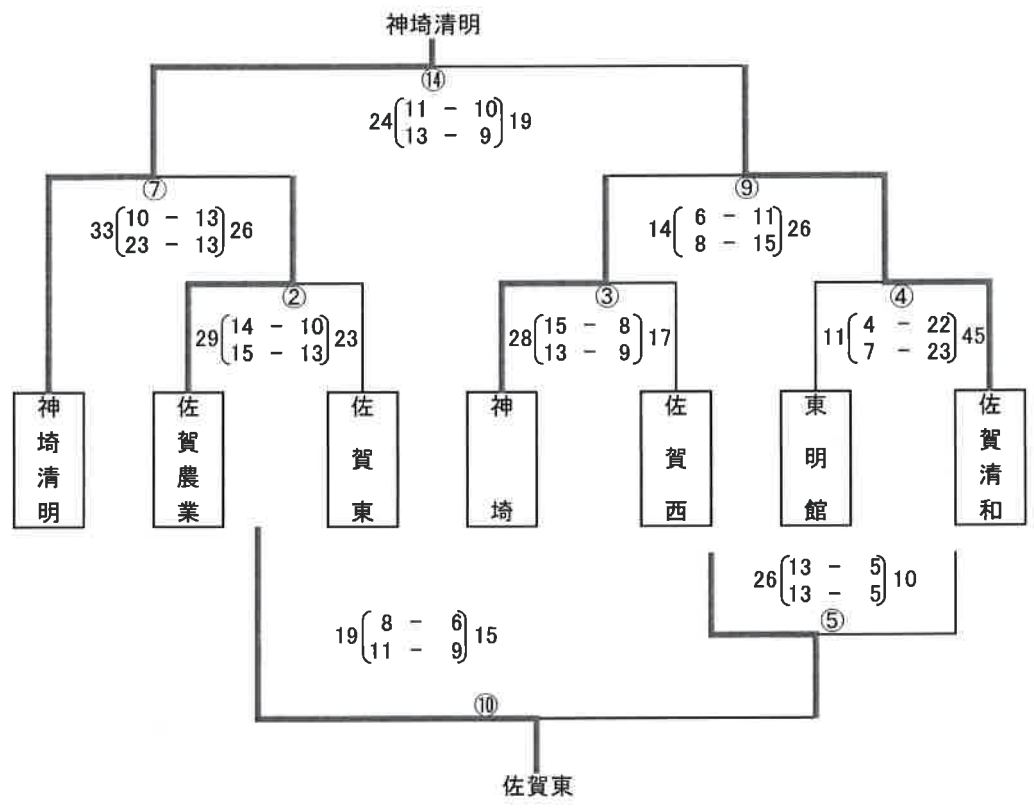 神埼清明
⑭
24 11 - 10 19
13 - 9
⑦
33 10 - 13 26
23 - 13
⑨
14 6 - 11 26
8 - 15
②
29 14 - 10 23
15 - 13
③
28 15 - 8 17
13 - 9
④
11 4 - 22 45
7 - 23
神埼清明
佐賀農業
佐賀東
神埼
佐賀西
東明館
佐賀清和
26 13 - 5 10
13 - 5
⑤
19 8 - 6 15
11 - 9
⑩
佐賀東